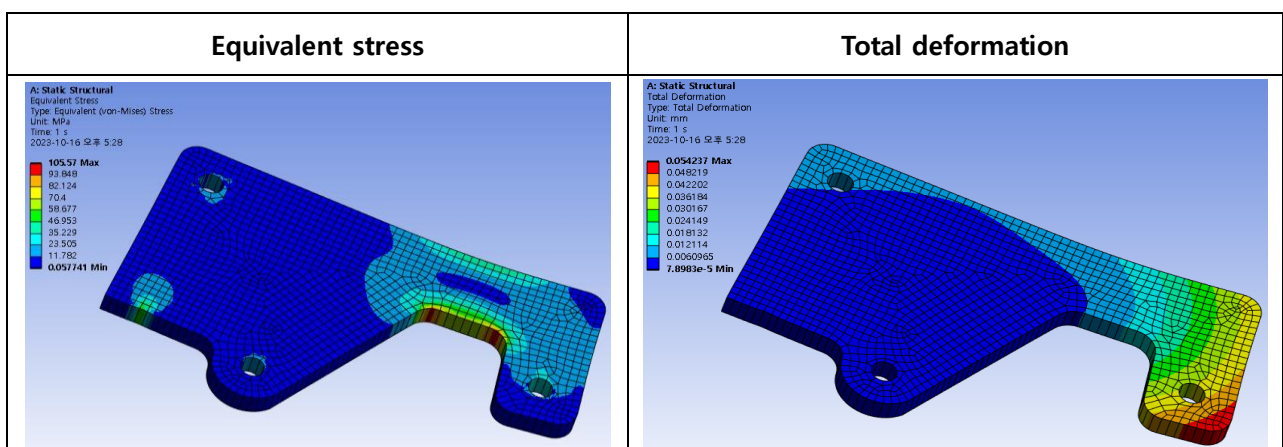 Equivalent stress
Total deformation
A: Static Structural
Equivalent Stress
Type: Equivalent (von-Mises) Stress
Unit: MPa
Time: 1 s
2023-10-16 오후 5:28
105.57 Max
93.848
82.124
70.4
58.677
46.953
35.229
23.505
11.782
0.057741 Min
A: Static Structural
Total Deformation
Type: Total Deformation
Unit: mm
Time: 1 s
2023-10-16 오후 5:28
0.054237 Max
0.048219
0.042202
0.036184
0.030167
0.024149
0.018132
0.012114
0.0060965
7.8983e-5 Min